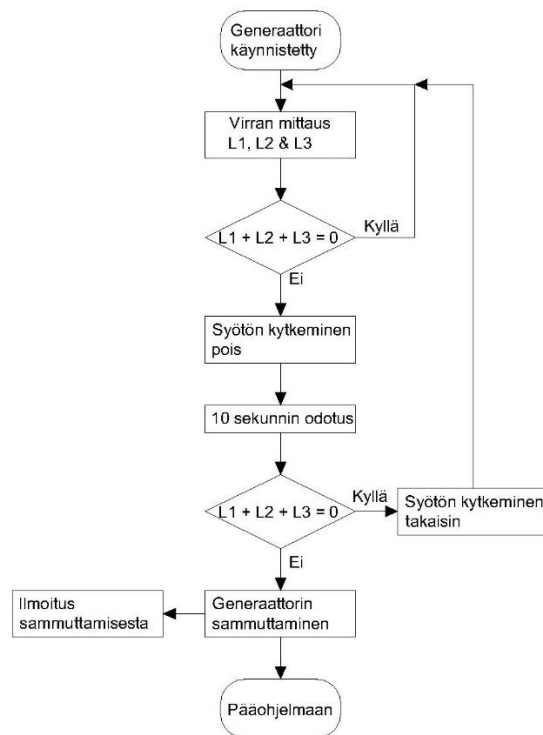 Generaattori
käynnistetty
Virran mittaus
L1, L2 & L3
L1 + L2 + L3 = 0
Kyllä
Ei
Syötön kytkeminen
pois
10 sekunnin odotus
L1 + L2 + L3 = 0
Kyllä
Syötön kytkeminen
takaisin
Ei
Generaattorin
sammuttaminen
Ilmoitus
sammuttamisesta
Pääohjelmaan